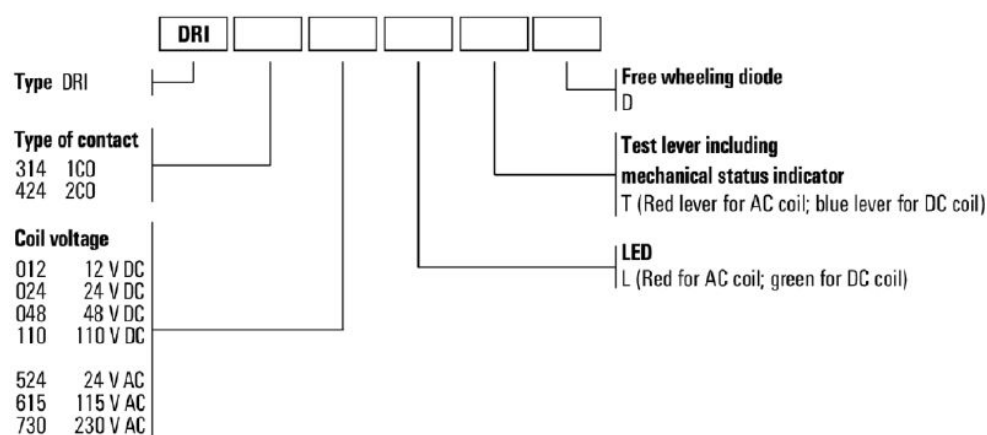 DRI
Type DRI
Type of contact
314 1CO
424 2CO
Coil voltage
012 12 V DC
024 24 V DC
048 48 V DC
110 110 V DC
524 24 V AC
615 115 V AC
730 230 V AC
Free wheeling diode
D
Test lever including
mechanical status indicator
T (Red lever for AC coil; blue lever for DC coil)
LED
L (Red for AC coil; green for DC coil)